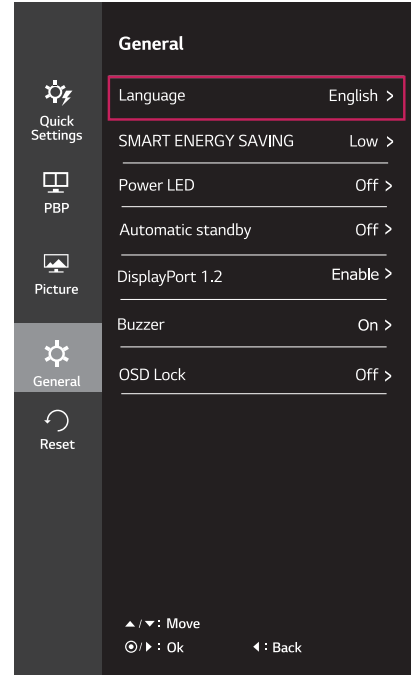 General
Quick
Settings
PBP
Picture
General
Reset
Language English >
SMART ENERGY SAVING Low >
Power LED Off >
Automatic standby Off >
DisplayPort 1.2 Enable >
Buzzer On >
OSD Lock Off >
▲/▼: Move
◉/▶ : Ok ◀ : Back